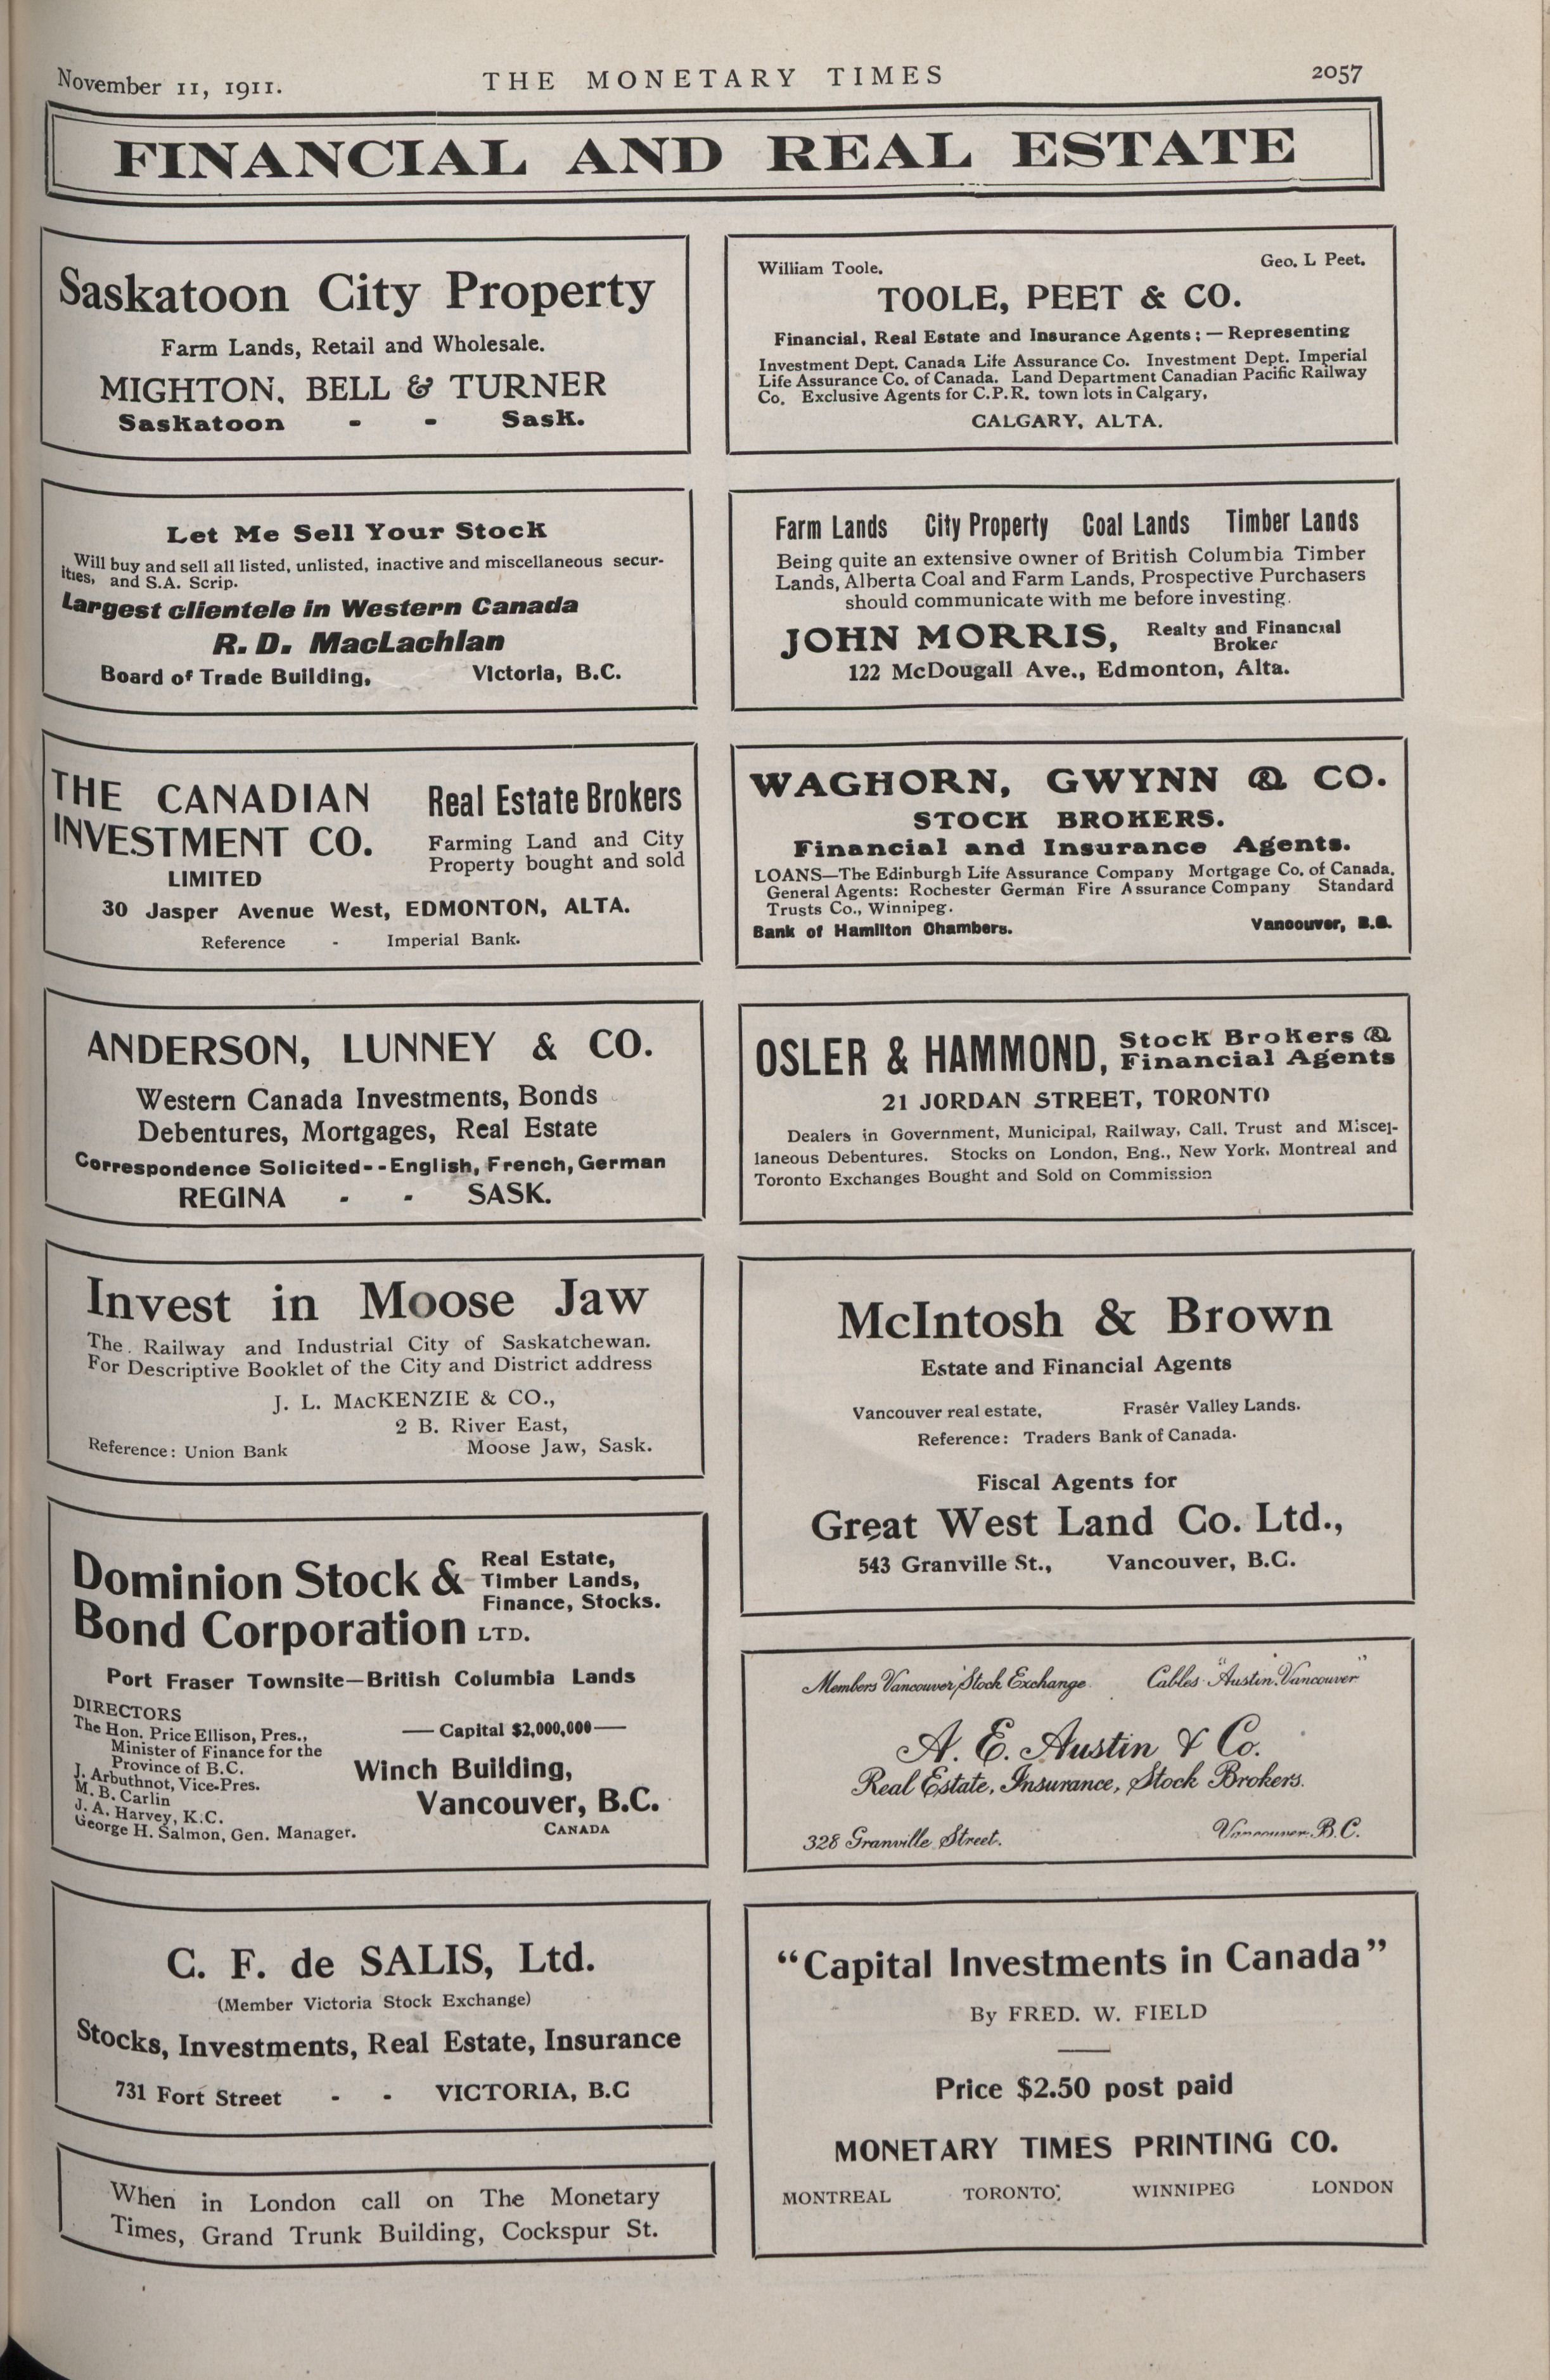 November 11, 1911.
THE MONETARY TIMES
2057
FINANCIAL AND REAL ESTATE
Saskatoon City Property
Farm Lands, Retail and Wholesale.
MIGHTON, BELL & TURNER
Saskatoon - - Sask.
Let Me Sell Your Stock
Will buy and sell all listed, unlisted, inactive and miscellaneous secur-
ities, and S.A. Scrip.
Largest clientele in Western Canada
R. D. MacLachlan
Board of Trade Building, Victoria, B.C.
THE CANADIAN
INVESTMENT CO.
LIMITED
Real Estate Brokers
Farming Land and City
Property bought and sold
30 Jasper Avenue West, EDMONTON, ALTA.
Reference - Imperial Bank.
ANDERSON, LUNNEY & CO.
Western Canada Investments, Bonds
Debentures, Mortgages, Real Estate
Correspondence Solicited--English, French, German
REGINA - - SASK.
Invest in Moose Jaw
The Railway and Industrial City of Saskatchewan.
For Descriptive Booklet of the City and District address
J. L. MACKENZIE & CO.,
2 B. River East,
Reference: Union Bank Moose Jaw, Sask.
Dominion Stock &
Bond Corporation LTD.
Real Estate,
Timber Lands,
Finance, Stocks.
Port Fraser Townsite—British Columbia Lands
DIRECTORS
The Hon. Price Ellison, Pres.,
Minister of Finance for the
Province of B.C.
J. Arbuthnot, Vice-Pres.
M. B. Carlin
J. A. Harvey, K.C.
George H. Salmon, Gen. Manager.
— Capital $2,000,000 —
Winch Building,
Vancouver, B.C.
CANADA
C. F. de SALIS, Ltd.
(Member Victoria Stock Exchange)
Stocks, Investments, Real Estate, Insurance
731 Fort Street - - VICTORIA, B.C
When in London call on The Monetary
Times, Grand Trunk Building, Cockspur St.
William Toole. Geo. L Peet.
TOOLE, PEET & CO.
Financial, Real Estate and Insurance Agents; — Representing
Investment Dept. Canada Life Assurance Co. Investment Dept. Imperial
Life Assurance Co. of Canada. Land Department Canadian Pacific Railway
Co. Exclusive Agents for C.P.R. town lots in Calgary,
CALGARY, ALTA.
Farm Lands City Property Coal Lands Timber Lands
Being quite an extensive owner of British Columbia Timber
Lands, Alberta Coal and Farm Lands, Prospective Purchasers
should communicate with me before investing.
JOHN MORRIS, Realty and Financial
Broker
122 McDougall Ave., Edmonton, Alta.
WAGHORN, GWYNN & CO.
STOCK BROKERS.
Financial and Insurance Agents.
LOANS—The Edinburgh Life Assurance Company Mortgage Co. of Canada.
General Agents: Rochester German Fire Assurance Company Standard
Trusts Co., Winnipeg.
Bank of Hamilton Chambers. Vancouver, B.C.
OSLER & HAMMOND, Stock Brokers &
Financial Agents
21 JORDAN STREET, TORONTO
Dealers in Government, Municipal, Railway, Call, Trust and Miscel-
laneous Debentures. Stocks on London, Eng., New York, Montreal and
Toronto Exchanges Bought and Sold on Commission
McIntosh & Brown
Estate and Financial Agents
Vancouver real estate, Fraser Valley Lands.
Reference: Traders Bank of Canada.
Fiscal Agents for
Great West Land Co. Ltd.,
543 Granville St., Vancouver, B.C.
Members Vancouver Stock Exchange. Cables "Austin. Vancouver"
A. E. Austin & Co.
Real Estate, Insurance, Stock Brokers.
328 Granville Street. Vancouver, B.C.
"Capital Investments in Canada"
By FRED. W. FIELD
Price $2.50 post paid
MONETARY TIMES PRINTING CO.
MONTREAL TORONTO; WINNIPEG LONDON